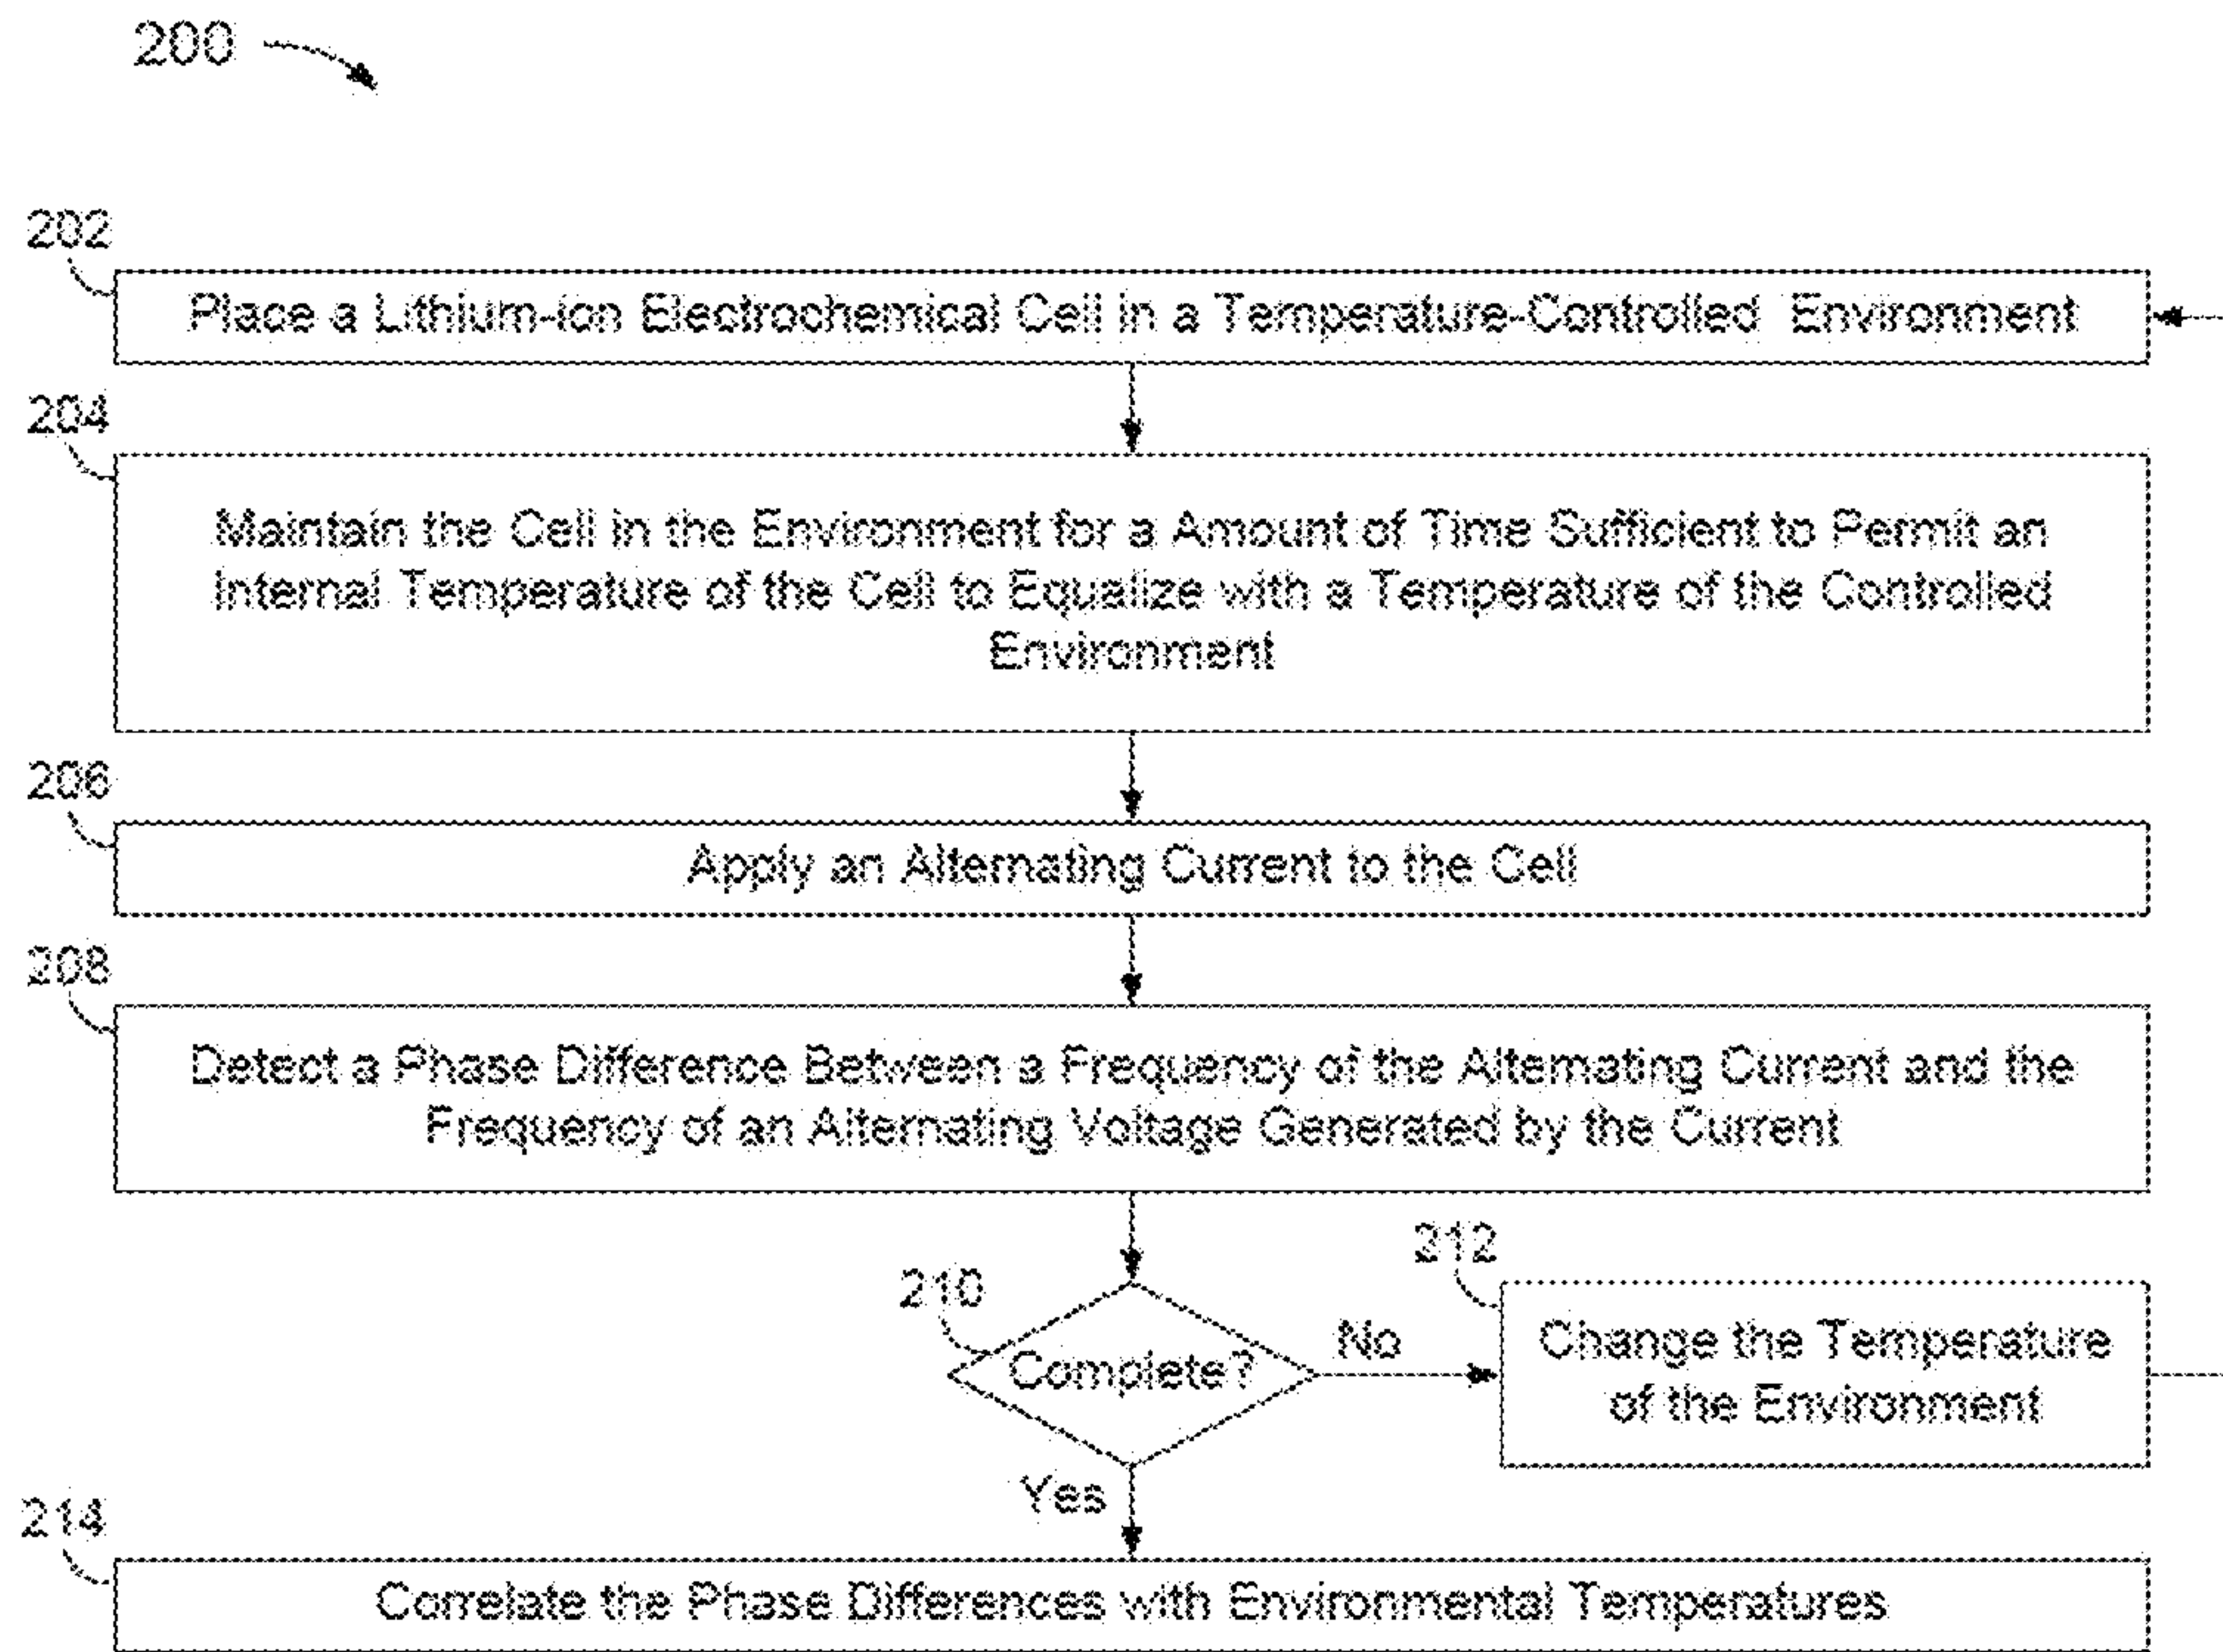 200
202
Place a Lithium-ion Electrochemical Cell in a Temperature-Controlled Environment
204
Maintain the Cell in the Environment for a Amount of Time Sufficient to Permit an
Internal Temperature of the Cell to Equalize with a Temperature of the Controlled
Environment
206
Apply an Alternating Current to the Cell
208
Detect a Phase Difference Between a Frequency of the Alternating Current and the
Frequency of an Alternating Voltage Generated by the Current
210
Complete?
No
212
Change the Temperature
of the Environment
Yes
214
Correlate the Phase Differences with Environmental Temperatures